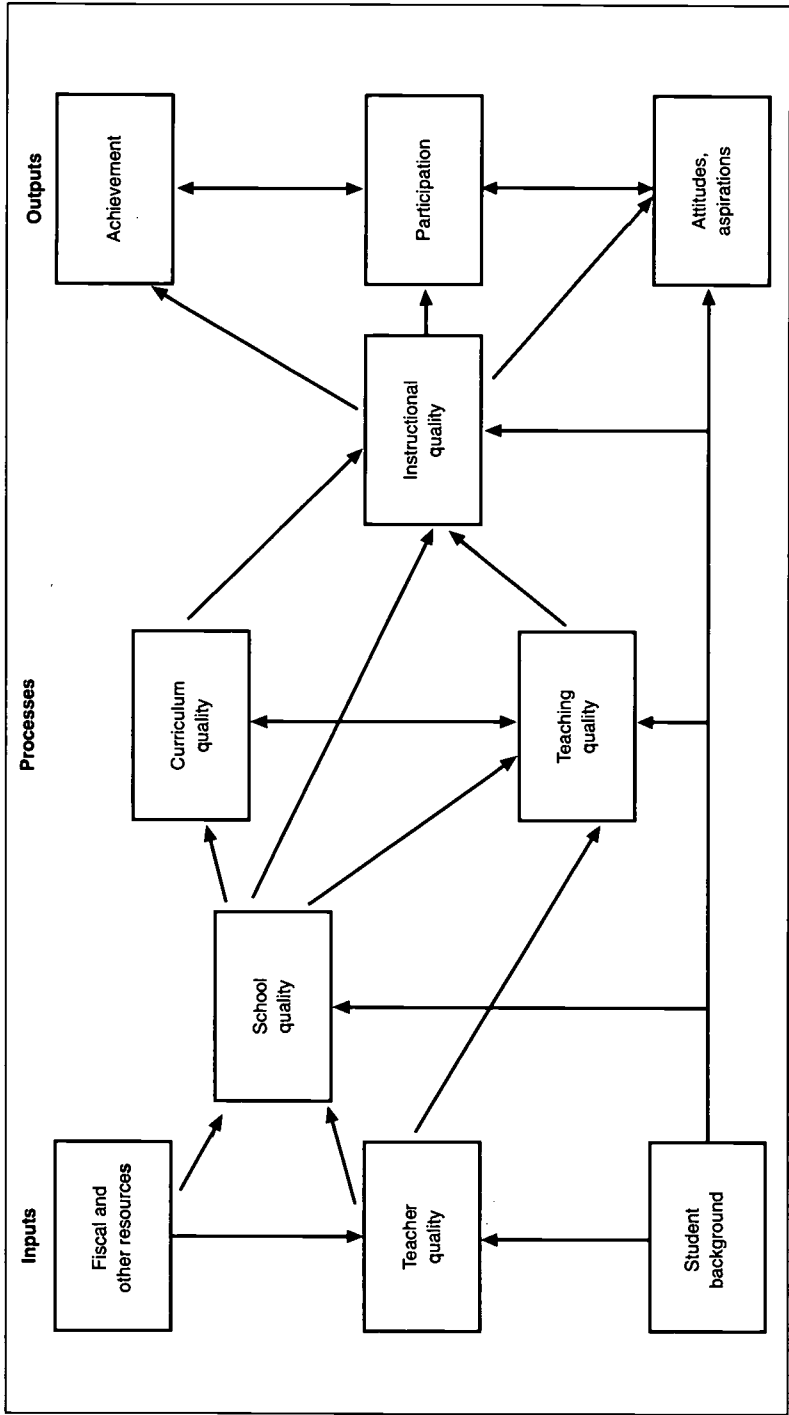 Inputs
Processes
Outputs
Fiscal and
other resources
Teacher
quality
Student
background
School
quality
Curriculum
quality
Teaching
quality
Instructional
quality
Achievement
Participation
Attitudes,
aspirations